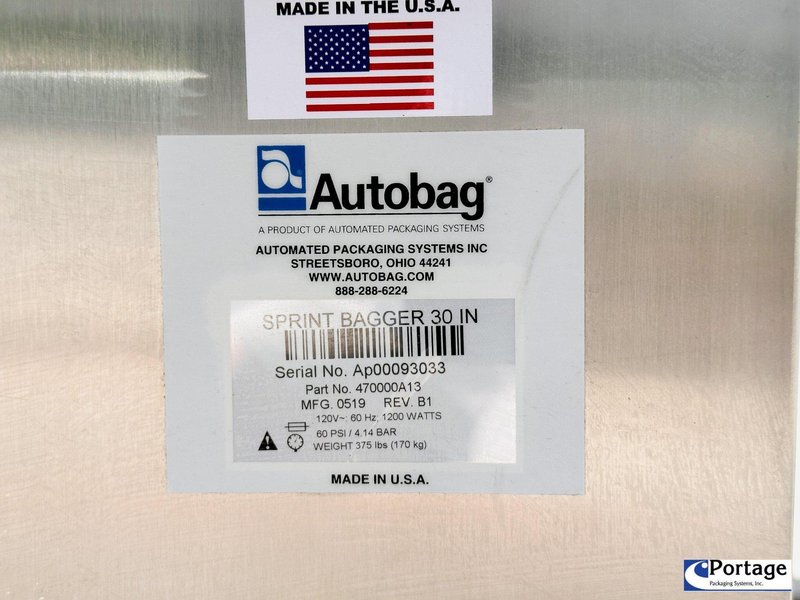 MADE IN THE U.S.A.
a Autobag®
A PRODUCT OF AUTOMATED PACKAGING SYSTEMS
AUTOMATED PACKAGING SYSTEMS INC
STREETSBORO, OHIO 44241
WWW.AUTOBAG.COM
888-288-6224
SPRINT BAGGER 30 IN
Serial No. Ap00093033
Part No. 470000A13
MFG. 0519 REV. B1
120V~: 60 Hz: 1200 WATTS
60 PSI / 4.14 BAR
WEIGHT 375 lbs (170 kg)
MADE IN U.S.A.
Portage
Packaging Systems, Inc.